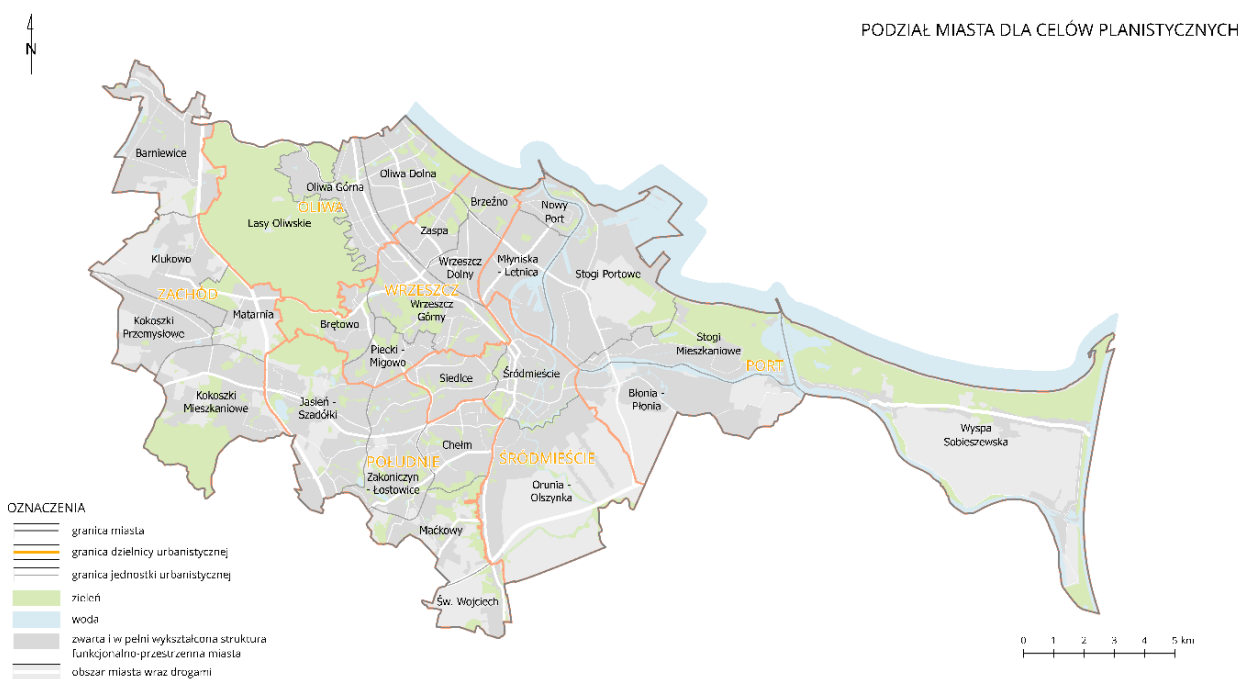 N
PODZIAŁ MIASTA DLA CELÓW PLANISTYCZNYCH
Barniewice
Oliwa Dolna
Oliwa Górna
OLIWA
Lasy Oliwskie
Brzeźno
Nowy
Port
Zaspa
Klukowo
Wrzeszcz
Dolny
Młyniska
- Letnica
Stogi Portowe
ZACHÓD
WRZESZCZ
Wrzeszcz
Górny
Matarnia
Kokoszki
Przemysłowe
Brętowo
Stogi
Mieszkaniowe
Piecki -
Migowo
PORT
Siedlce
Śródmieście
Kokoszki
Mieszkaniowe
Jasień -
Szadółki
Błonia -
Płonia
Wyspa
Sobieszewska
Chełm
POŁUDNIE
ŚRÓDMIEŚCIE
Zakoniczyn
- Łostowice
Orunia -
Olszynka
Maćkowy
Św. Wojciech
OZNACZENIA
granica miasta
granica dzielnicy urbanistycznej
granica jednostki urbanistycznej
zieleń
woda
zwarta i w pełni wykształcona struktura
funkcjonalno-przestrzenna miasta
obszar miasta wraz drogami
0 1 2 3 4 5 km